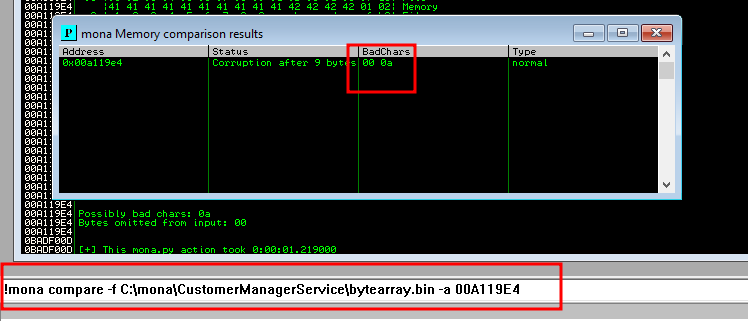 00A119E4 |41 41 41 41 41 41 41 42 42 42 42 01 02| Memory
mona Memory comparison results
Address Status BadChars Type
0x00a119e4 Corruption after 9 bytes 00 0a normal
00A119E4
00A119E4 Possibly bad chars: 0a
00A119E4 Bytes omitted from input: 00
00A119E4
0BADF00D
0BADF00D [+] This mona.py action took 0:00:01.219000
!mona compare -f C:\mona\CustomerManagerService\bytearray.bin -a 00A119E4